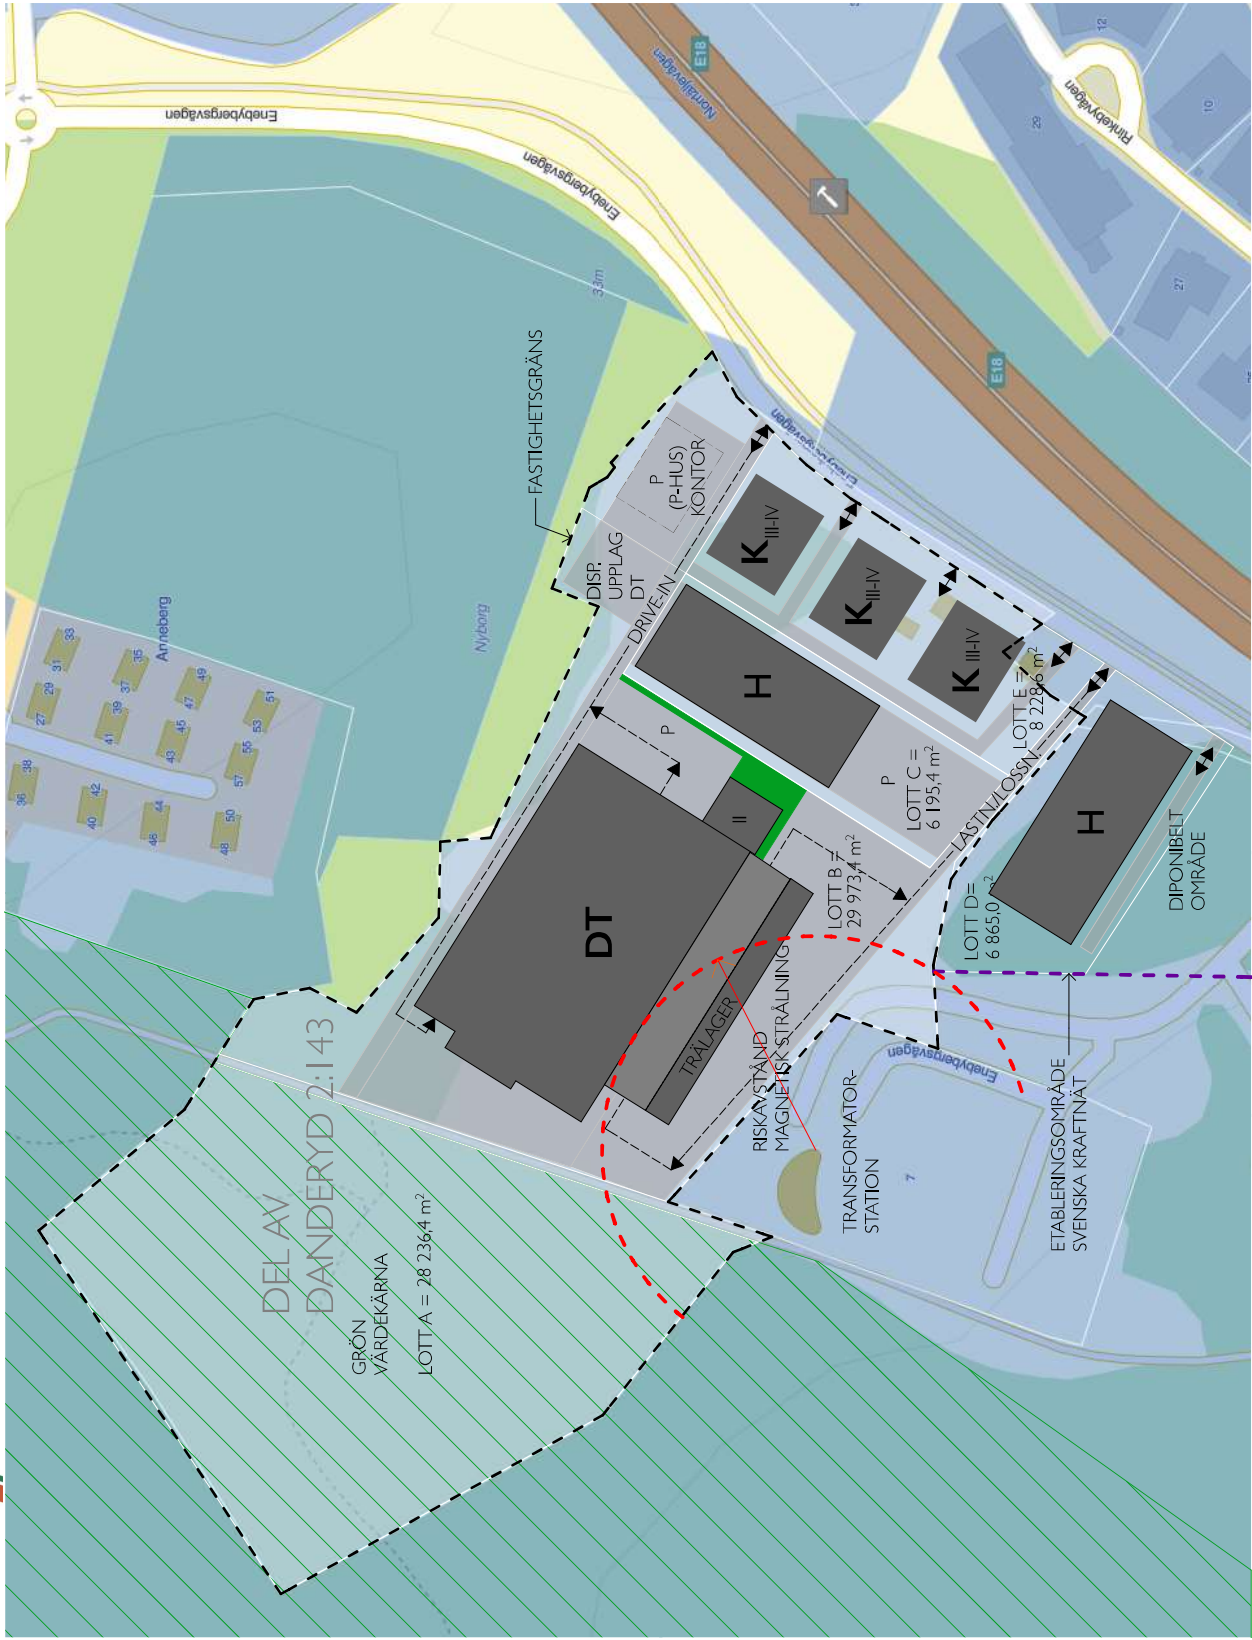 Enebybergsvägen
Enebybergsvägen
Norrtäljevägen
E18
12
10
29
27
Rinkebyvägen
E18
Enebybergsvägen
33m
FASTIGHETSGRÄNS
P
(P-HUS)
KONTOR
DISP.
UPPLAG
DT
DRIVE-IN
K III-IV
K III-IV
K III-IV
H
P
II
DT
TRÄLAGER
P
LOTT C =
6 195,4 m²
LOTT E =
8 228,6 m²
LASTN./LOSSN.
H
DIPONIBELT
OMRÅDE
LOTT D=
6 865,0 m²
LOTT B =
29 973,4 m²
RISKAVSTÅND
MAGNETISK STRÅLNING
TRANSFORMATOR-
STATION
Enebybergsvägen
7
ETABLERINGSOMRÅDE
SVENSKA KRAFTNÄT
DEL AV
DANDERYD 2:143
GRÖN
VÄRDEKÄRNA
LOTT A = 28 236,4 m²
Anneberg
Nyborg
27
29
31
33
35
37
39
41
43
45
47
49
51
53
55
57
36
38
40
42
44
46
48
50